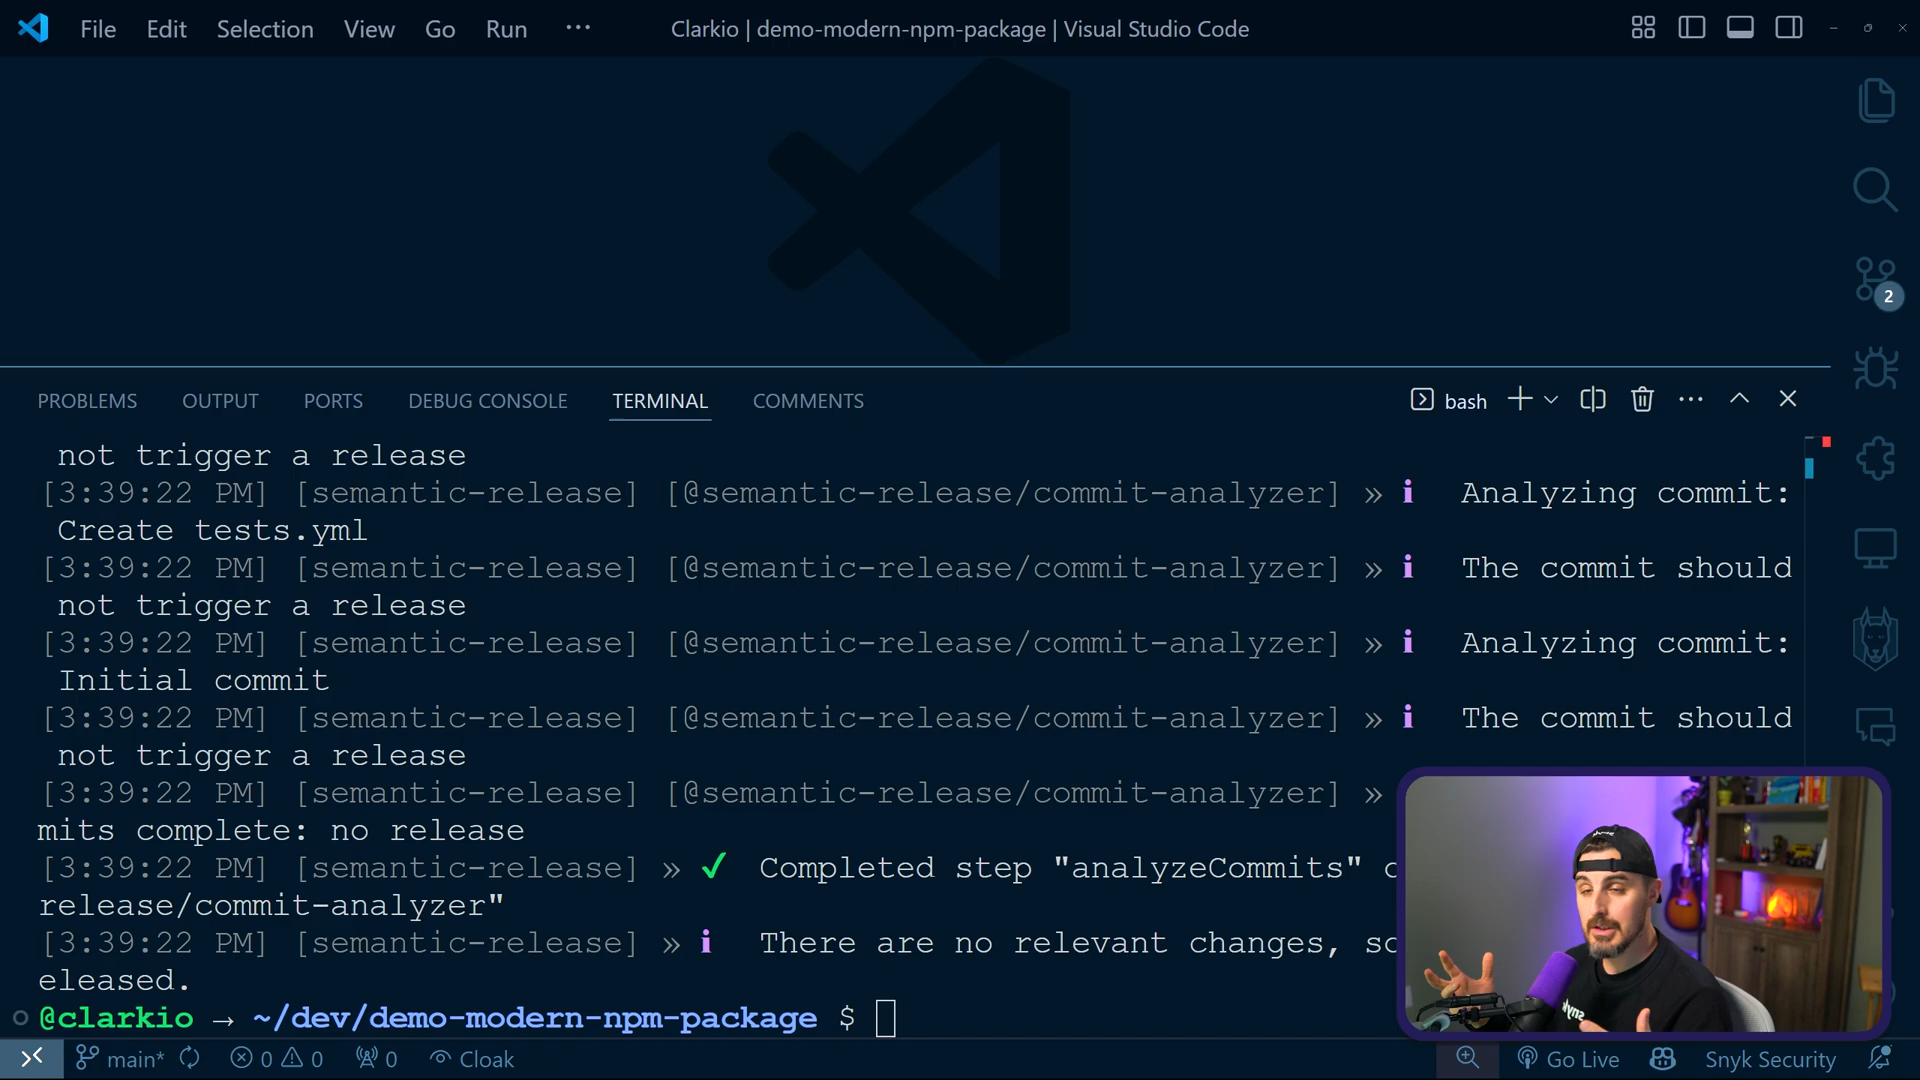 File Edit Selection View Go Run ··· Clarkio | demo-modern-npm-package | Visual Studio Code
2
PROBLEMS OUTPUT PORTS DEBUG CONSOLE TERMINAL COMMENTS bash
not trigger a release
[3:39:22 PM] [semantic-release] [@semantic-release/commit-analyzer] » i Analyzing commit:
Create tests.yml
[3:39:22 PM] [semantic-release] [@semantic-release/commit-analyzer] » i The commit should
not trigger a release
[3:39:22 PM] [semantic-release] [@semantic-release/commit-analyzer] » i Analyzing commit:
Initial commit
[3:39:22 PM] [semantic-release] [@semantic-release/commit-analyzer] » i The commit should
not trigger a release
[3:39:22 PM] [semantic-release] [@semantic-release/commit-analyzer] »
mits complete: no release
[3:39:22 PM] [semantic-release] » ✓ Completed step "analyzeCommits"
release/commit-analyzer"
[3:39:22 PM] [semantic-release] » i There are no relevant changes,
eleased.
@clarkio → ~/dev/demo-modern-npm-package $
main* 0 0 0 Cloak Go Live Snyk Security